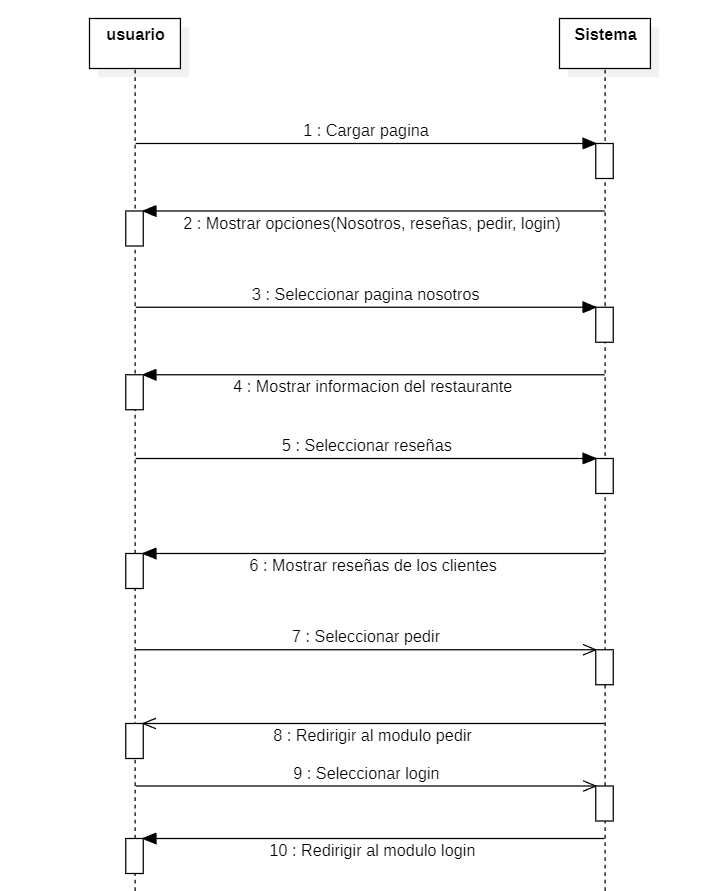 usuario
Sistema
1 : Cargar pagina
2 : Mostrar opciones(Nosotros, reseñas, pedir, login)
3 : Seleccionar pagina nosotros
4 : Mostrar informacion del restaurante
5 : Seleccionar reseñas
6 : Mostrar reseñas de los clientes
7 : Seleccionar pedir
8 : Redirigir al modulo pedir
9 : Seleccionar login
10 : Redirigir al modulo login